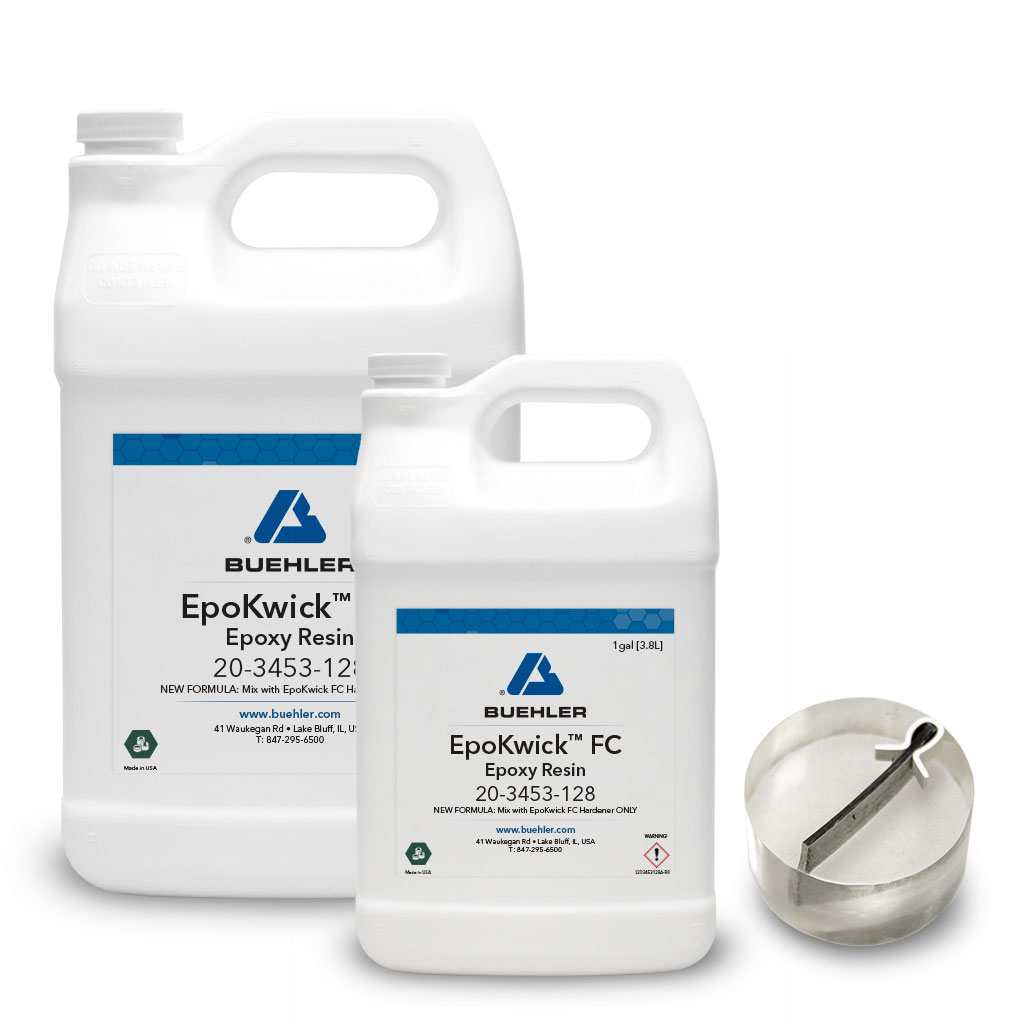 DO NOT REUSE
CONTAINER
®
BUEHLER
EpoKwick™
Epoxy Resin
20-3453-128
NEW FORMULA: Mix with EpoKwick FC Ha
www.buehler.com
41 Waukegan Rd • Lake Bluff, IL, US
T: 847-295-6500
Made in USA
DO NOT REUSE
CONTAINER
1 gal [3.8L]
®
BUEHLER
EpoKwick™ FC
Epoxy Resin
20-3453-128
NEW FORMULA: Mix with EpoKwick FC Hardener ONLY
www.buehler.com
41 Waukegan Rd • Lake Bluff, IL, USA
T: 847-295-6500
Made in USA
WARNING!